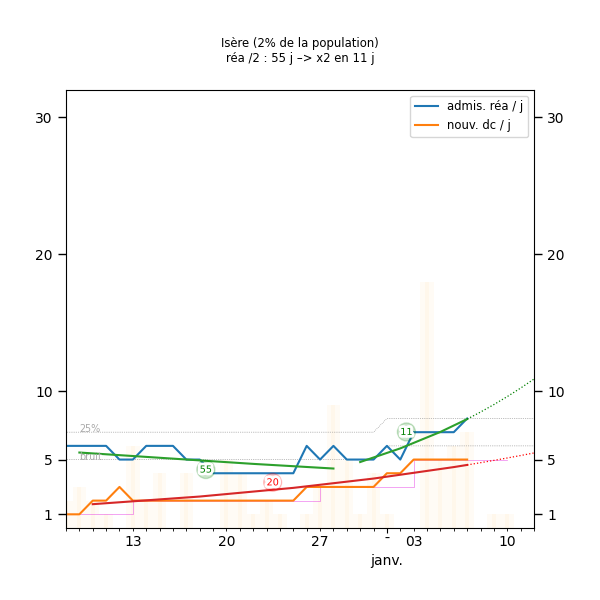 Isère (2% de la population)
réa /2 : 55 j –> x2 en 11 j
admis. réa / j
nouv. dc / j
30 30
20 20
10 10
5 5
1 1
25%
profil
55
20
11
13 20 27 03 10
janv.